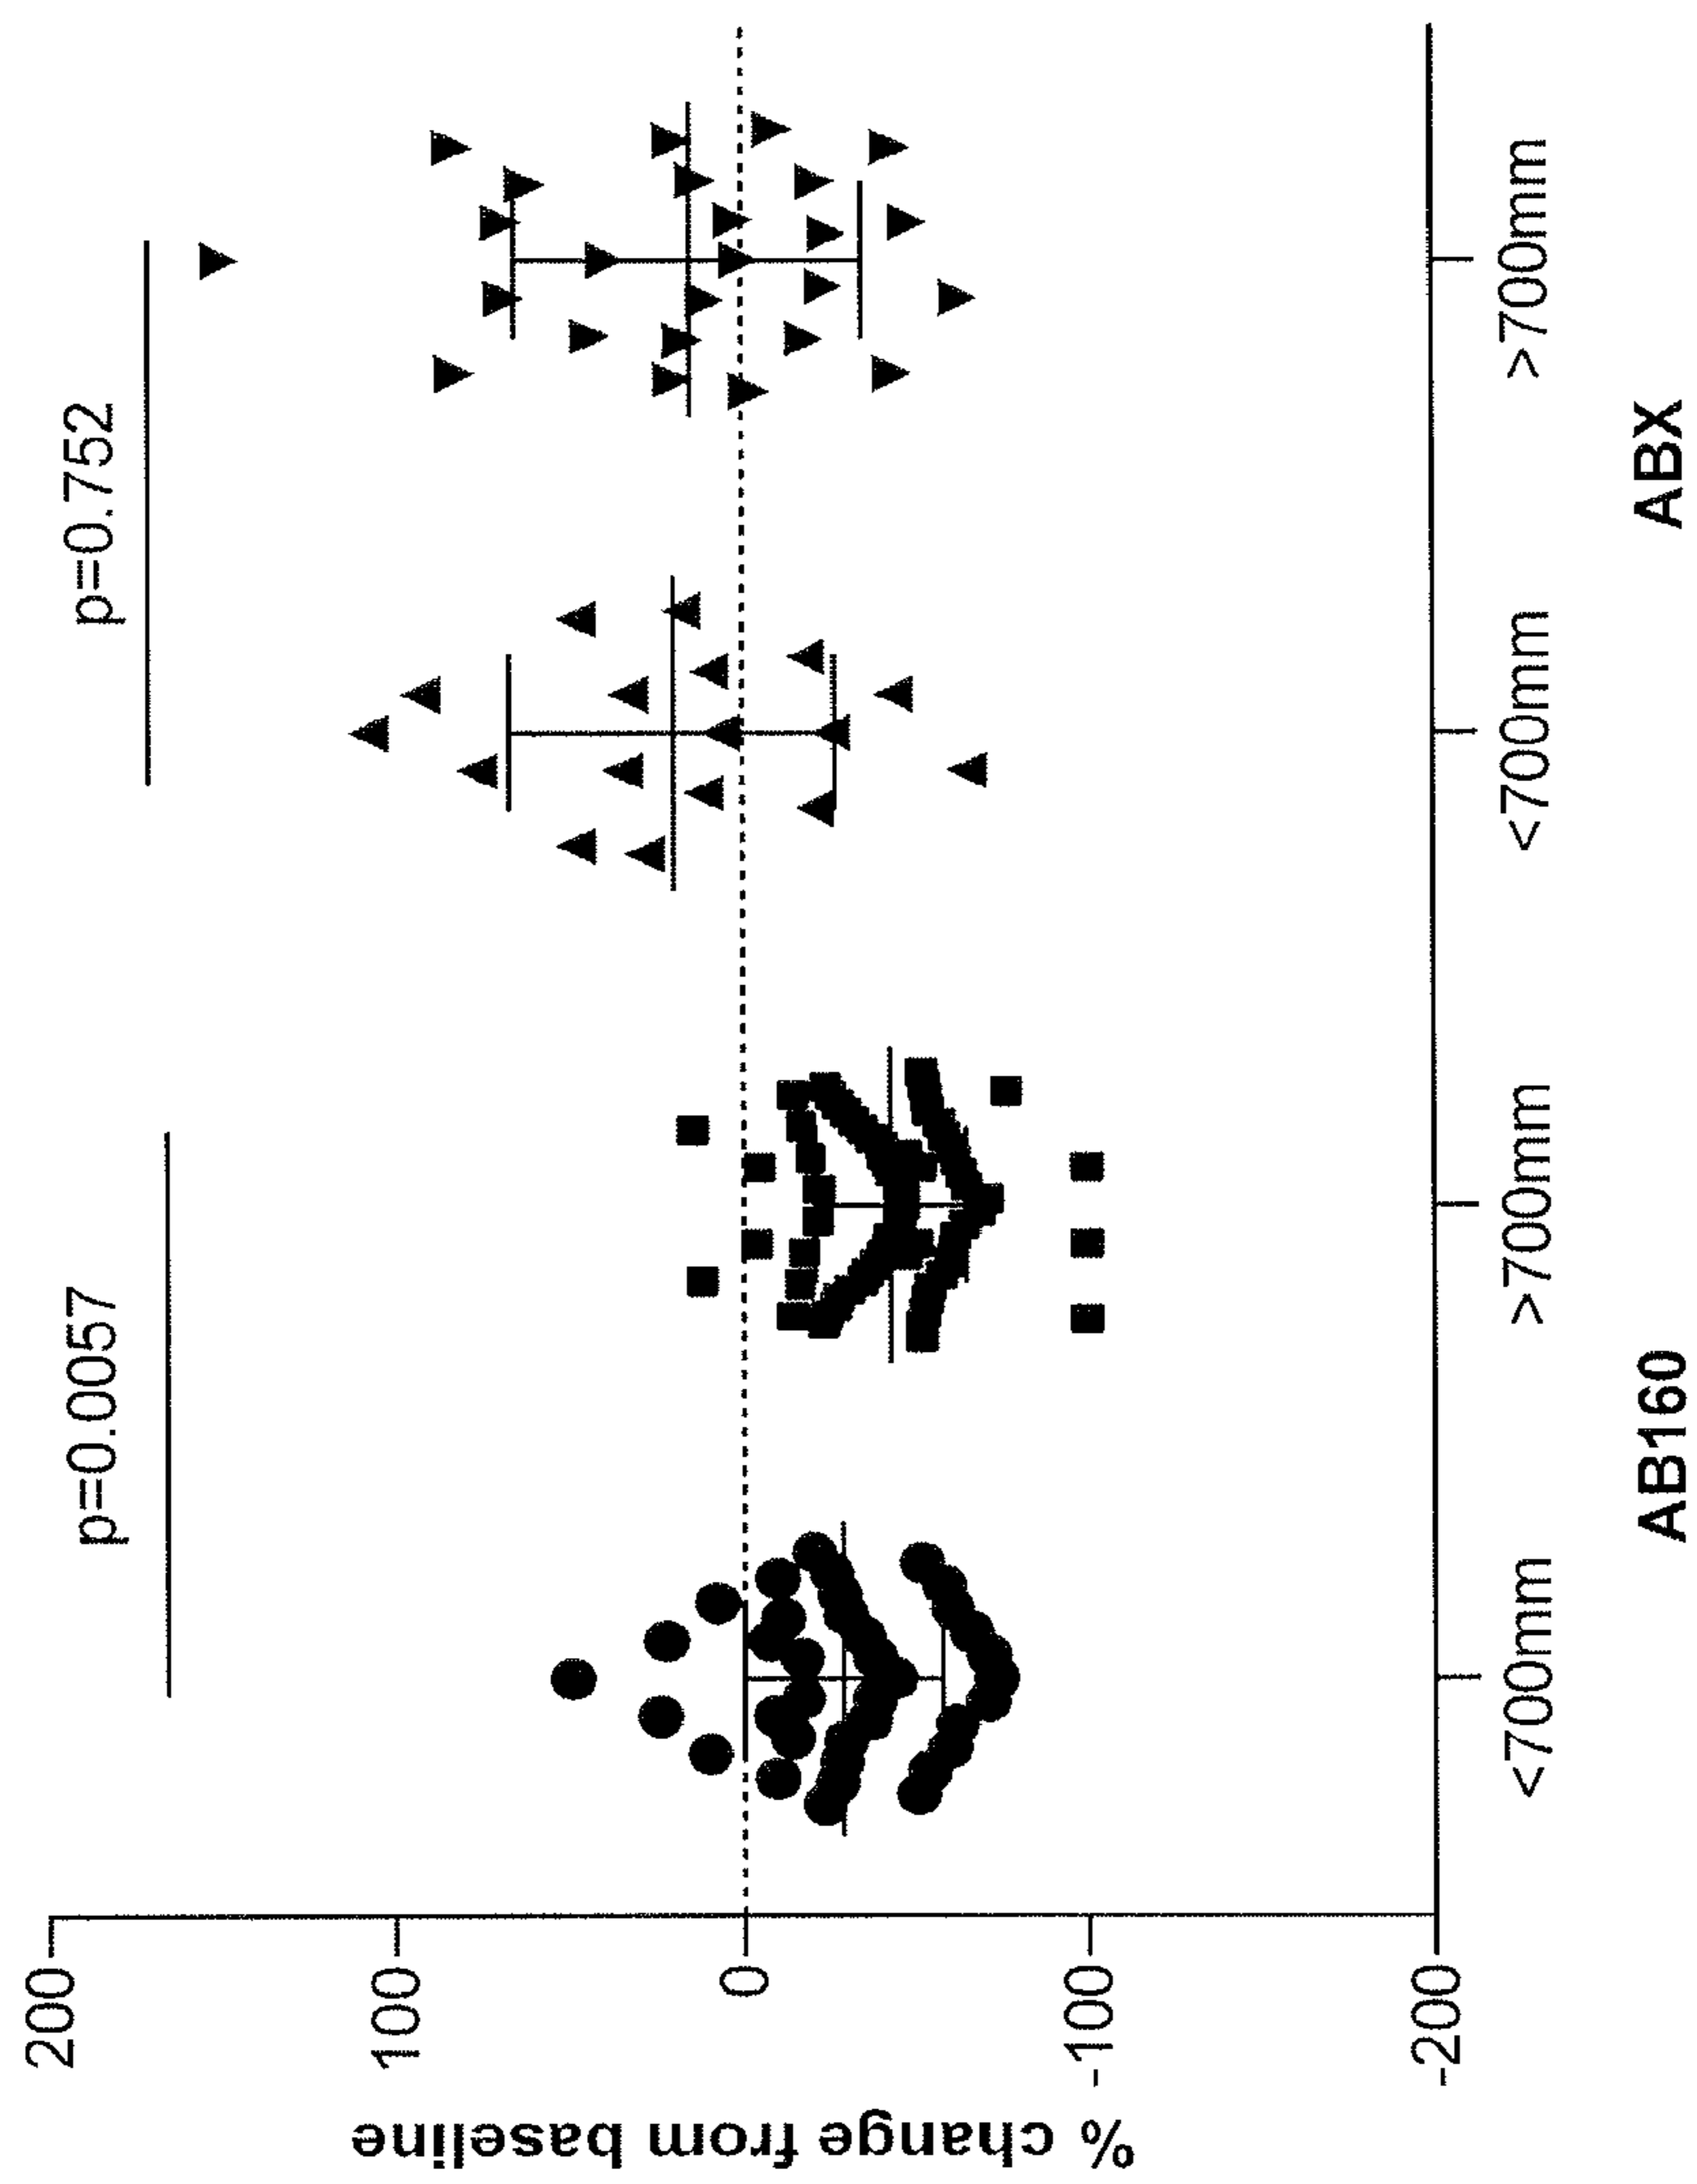 p=0.0057
p=0.752
% change from baseline
200
100
0
-100
-200
<700mm
>700mm
<700mm
>700mm
AB160
ABX